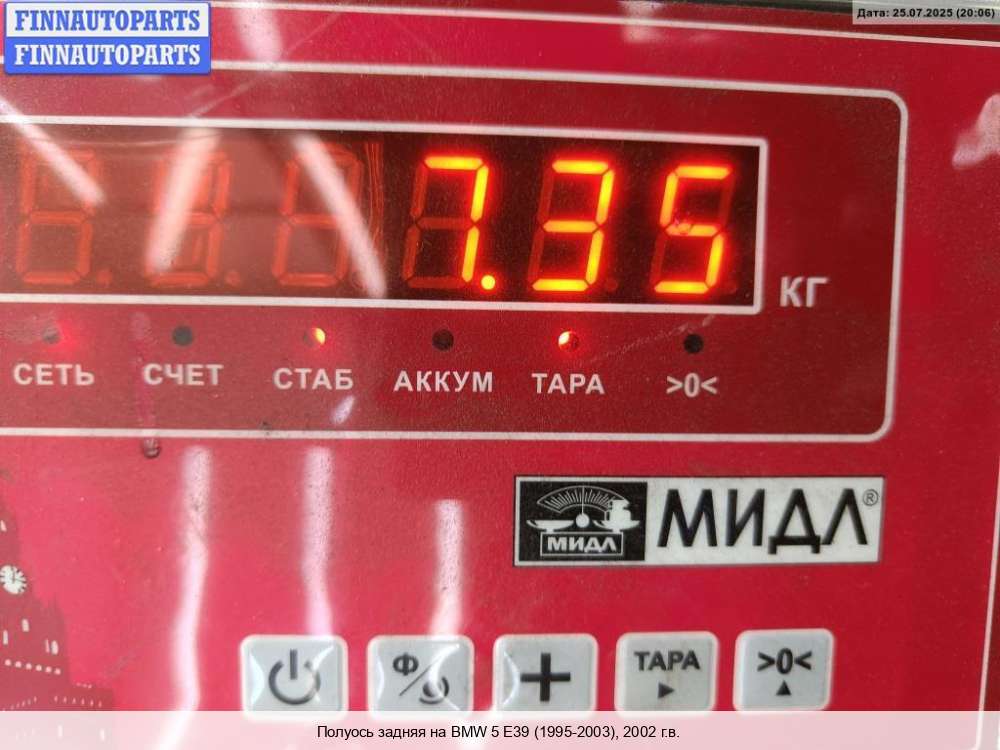 FINNAUTOPARTS
FINNAUTOPARTS
Дата: 25.07.2025 (20:06)
7.35
КГ
СЕТЬ СЧЕТ СТАБ АККУМ ТАРА >0<
МИДЛ МИДЛ®
Ф/ + ТАРА >0<
Полуось задняя на BMW 5 E39 (1995-2003), 2002 г.в.